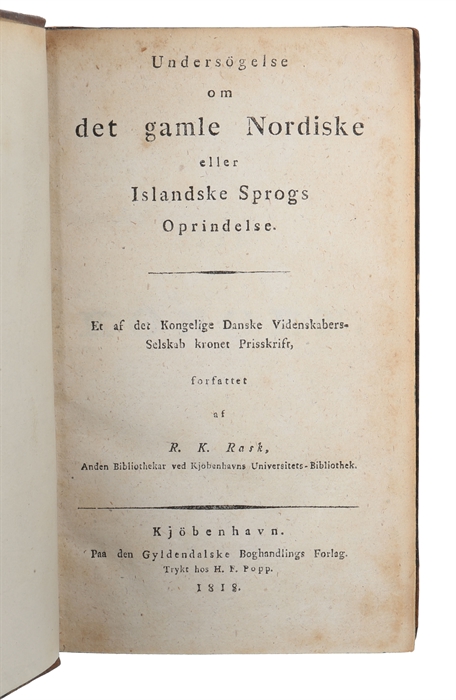 Undersögelse
om
det gamle Nordiske
eller
Islandske Sprogs
Oprindelse.
Et af det Kongelige Danske Videnskabers-
Selskab kronet Prisskrift,
forfattet
af
R. K. Rask,
Anden Bibliothekar ved Kjöbenhavns Universitets-Bibliothek.
Kjöbenhavn.
Paa den Gyldendalske Boghandlings Forlag.
Trykt hos H. F. Popp.
1818.